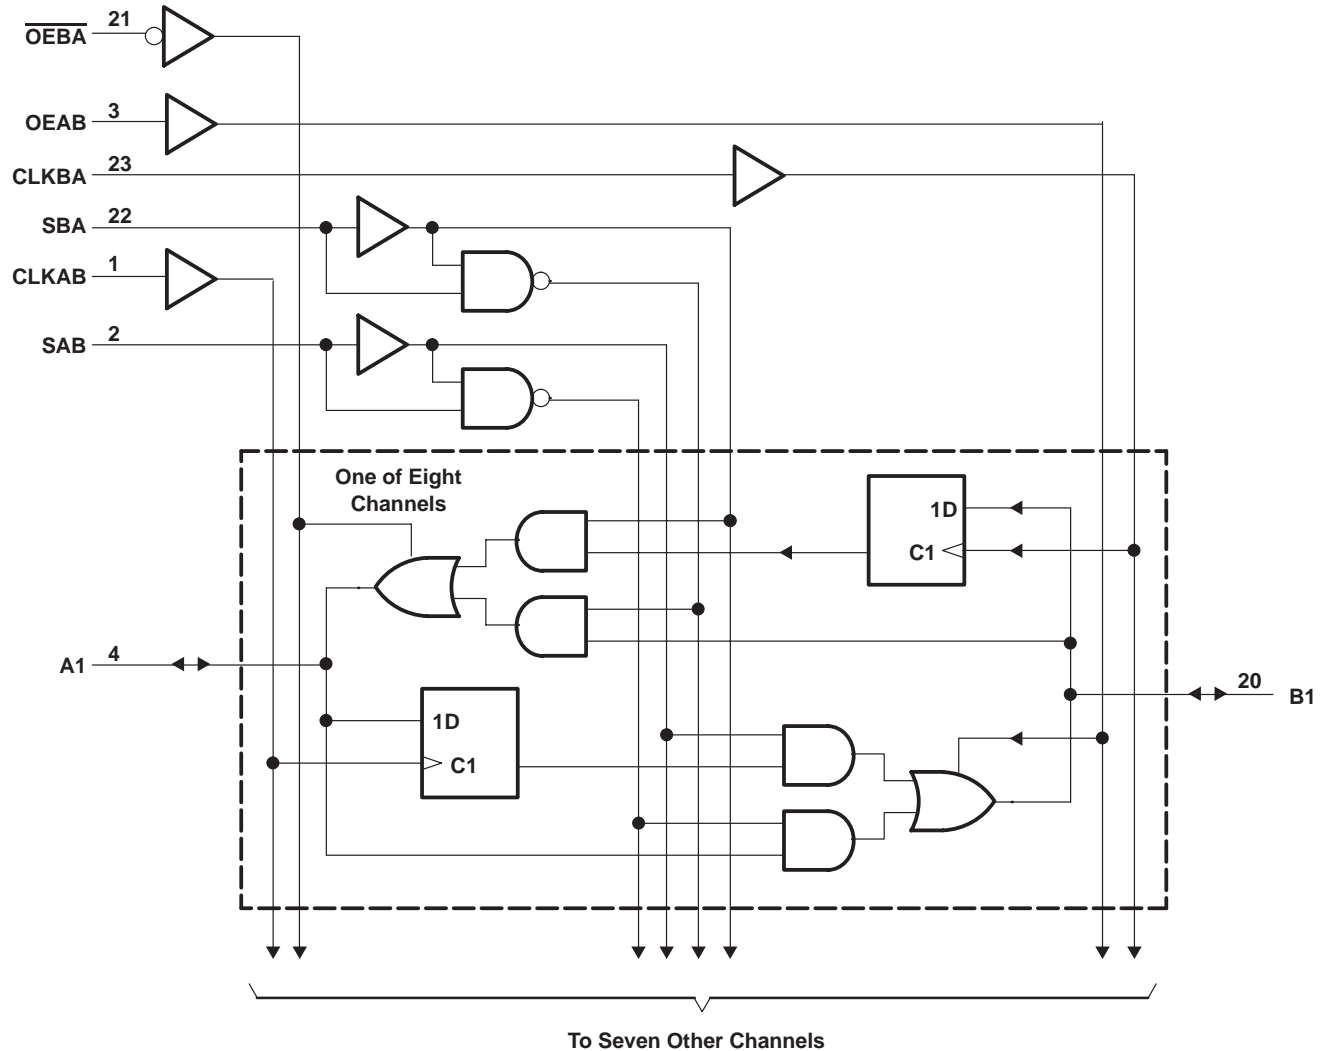 OEBA 21
OEAB 3
CLKBA 23
SBA 22
CLKAB 1
SAB 2
One of Eight
Channels
1D
C1
A1 4
20 B1
1D
C1
To Seven Other Channels